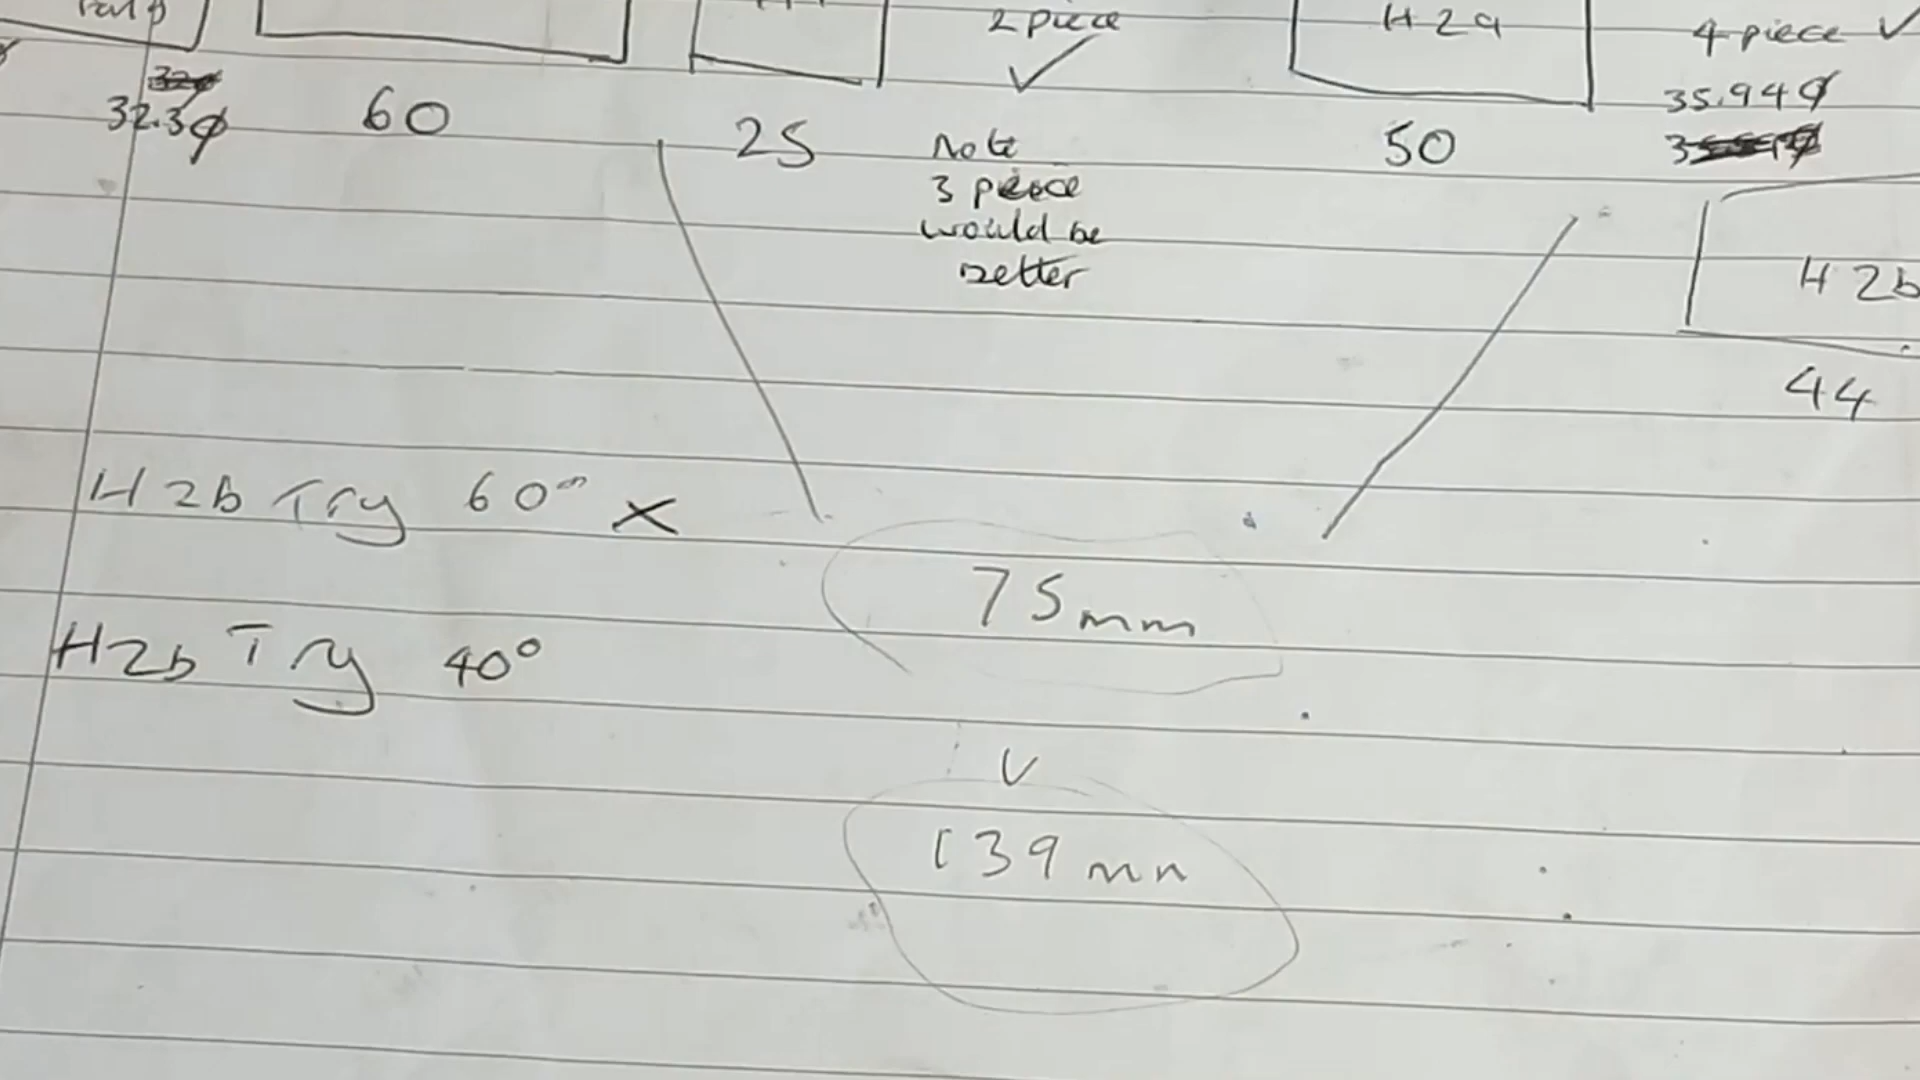 2 piece
H2a
4 piece ✓
✓
35.94φ
32.3φ
60
25
50
Note
3 piece
would be
better
H2b
44
H2b Try 60° X
75mm
H2b Try 40°
V
139mm